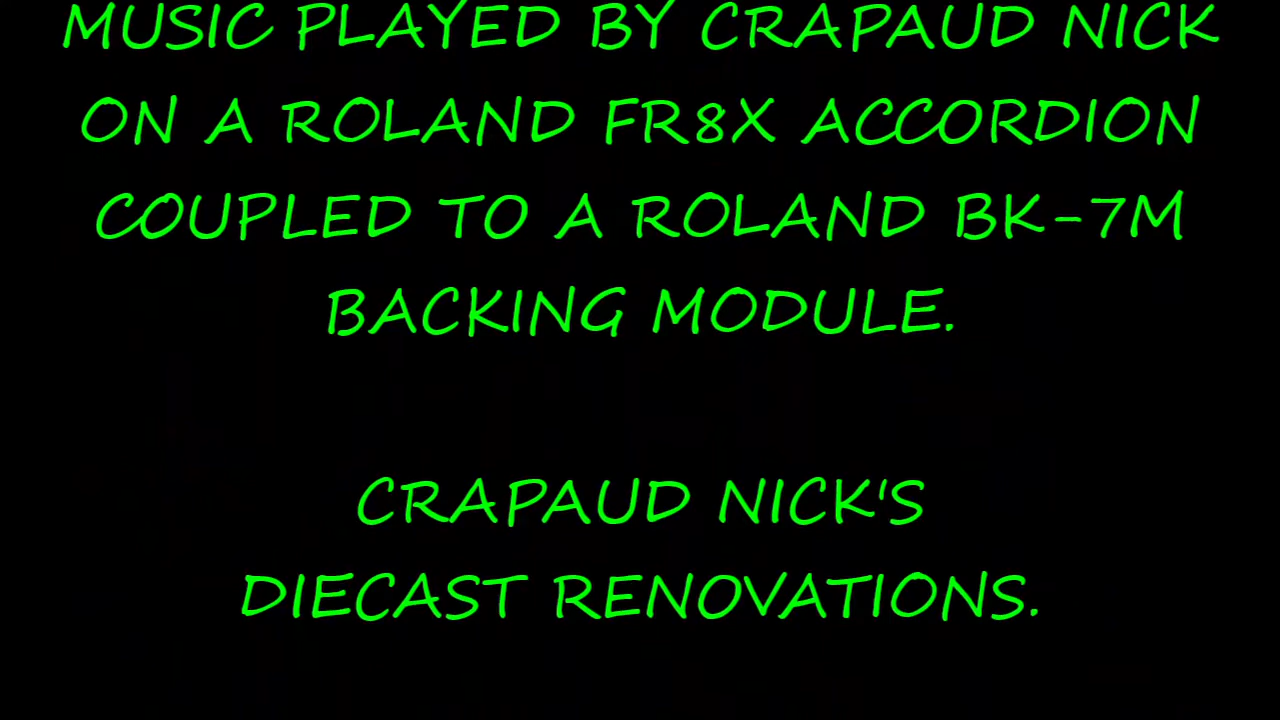 MUSIC PLAYED BY CRAPAUD NICK
ON A ROLAND FR8X ACCORDION
COUPLED TO A ROLAND BK-7M
BACKING MODULE.
CRAPAUD NICK'S
DIECAST RENOVATIONS.